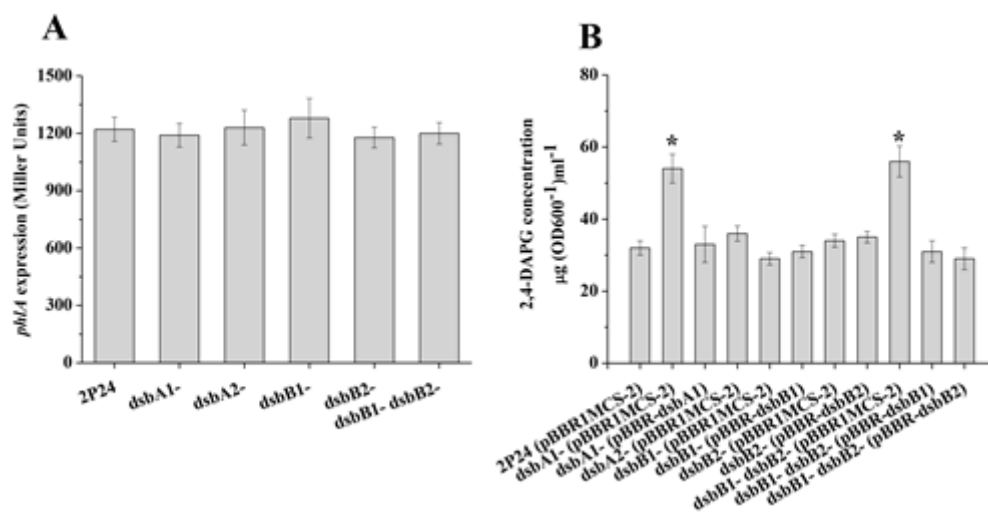 A
phlA expression (Miller Units)
1500
1200
900
600
300
0
2P24
dsbA1-
dsbA2-
dsbB1-
dsbB2-
dsbB1- dsbB2-
B
2,4-DAPG concentration
µg (OD600⁻¹)ml⁻¹
80
60
40
20
0
*
*
2P24 (pBBR1MCS-2)
dsbA1- (pBBR1MCS-2)
dsbA1- (pBBR-dsbA1)
dsbA2- (pBBR1MCS-2)
dsbB1- (pBBR1MCS-2)
dsbB1- (pBBR-dsbB1)
dsbB2- (pBBR1MCS-2)
dsbB2- (pBBR-dsbB2)
dsbB1- dsbB2- (pBBR1MCS-2)
dsbB1- dsbB2- (pBBR-dsbB1)
dsbB1- dsbB2- (pBBR-dsbB2)